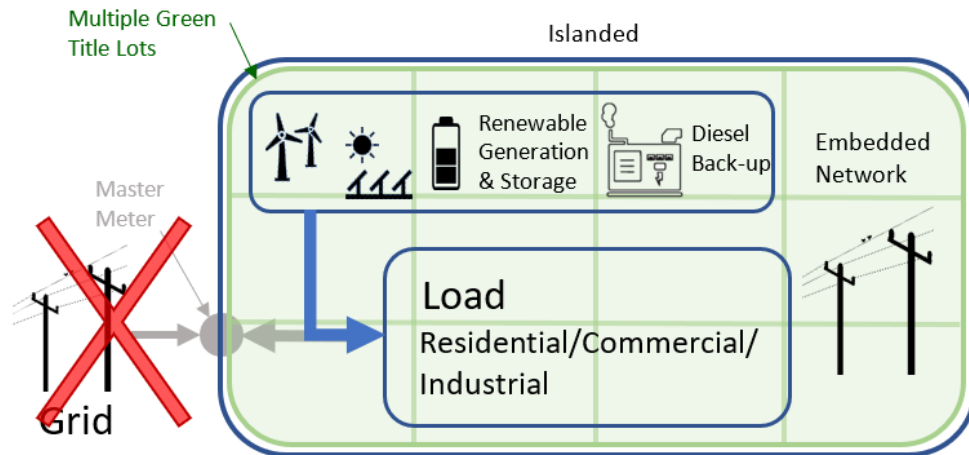 Multiple Green
Title Lots
Islanded
Renewable
Generation
& Storage
Diesel
Back-up
Embedded
Network
Master
Meter
Load
Residential/Commercial/
Industrial
Grid